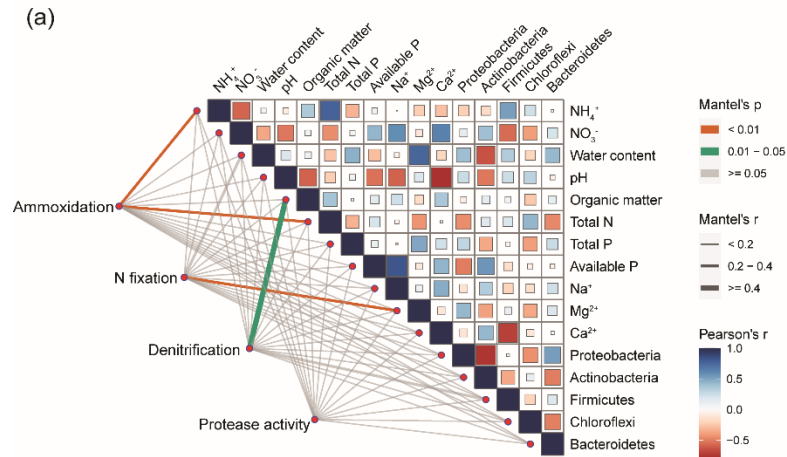 (a)
NH₄⁺
NO₃⁻
Water content
pH
Organic matter
Total N
Total P
Available P
Na⁺
Mg²⁺
Ca²⁺
Proteobacteria
Actinobacteria
Firmicutes
Chloroflexi
Bacteroidetes
NH₄⁺
NO₃⁻
Water content
pH
Organic matter
Total N
Total P
Available P
Na⁺
Mg²⁺
Ca²⁺
Proteobacteria
Actinobacteria
Firmicutes
Chloroflexi
Bacteroidetes
Ammoxidation
N fixation
Denitrification
Protease activity
Mantel's p
< 0.01
0.01 – 0.05
>= 0.05
Mantel's r
< 0.2
0.2 – 0.4
>= 0.4
Pearson's r
1.0
0.5
0.0
−0.5